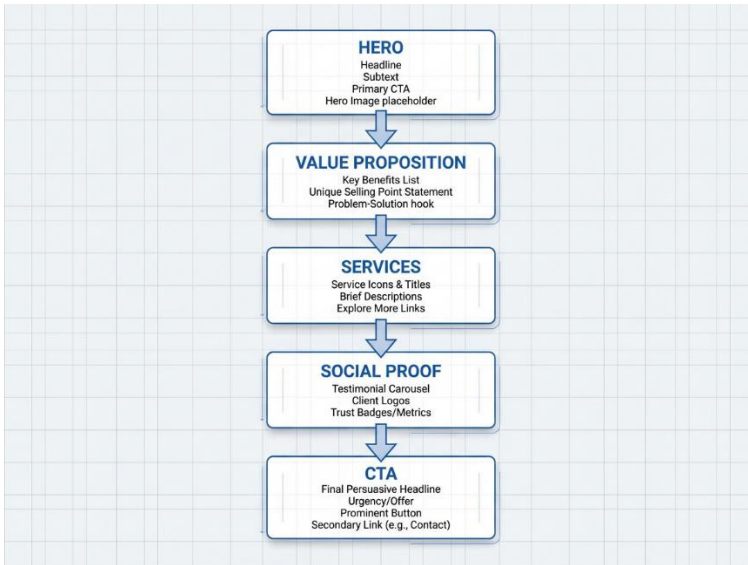 HERO
Headline
Subtext
Primary CTA
Hero Image placeholder
VALUE PROPOSITION
Key Benefits List
Unique Selling Point Statement
Problem-Solution hook
SERVICES
Service Icons & Titles
Brief Descriptions
Explore More Links
SOCIAL PROOF
Testimonial Carousel
Client Logos
Trust Badges/Metrics
CTA
Final Persuasive Headline
Urgency/Offer
Prominent Button
Secondary Link (e.g., Contact)